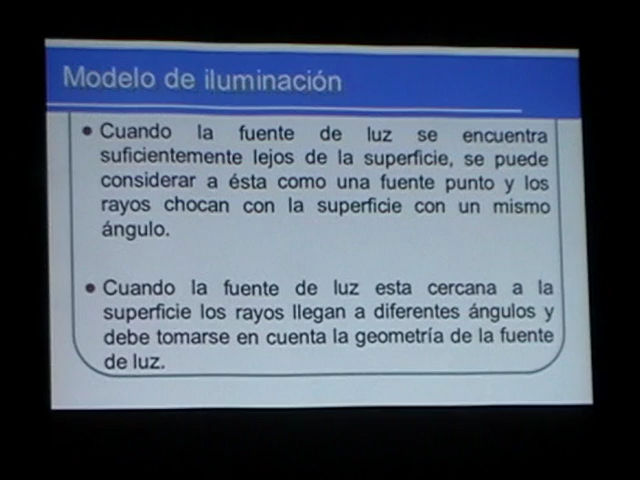 Modelo de iluminación
• Cuando la fuente de luz se encuentra
suficientemente lejos de la superficie, se puede
considerar a ésta como una fuente punto y los
rayos chocan con la superficie con un mismo
ángulo.
• Cuando la fuente de luz esta cercana a la
superficie los rayos llegan a diferentes ángulos y
debe tomarse en cuenta la geometría de la fuente
de luz.